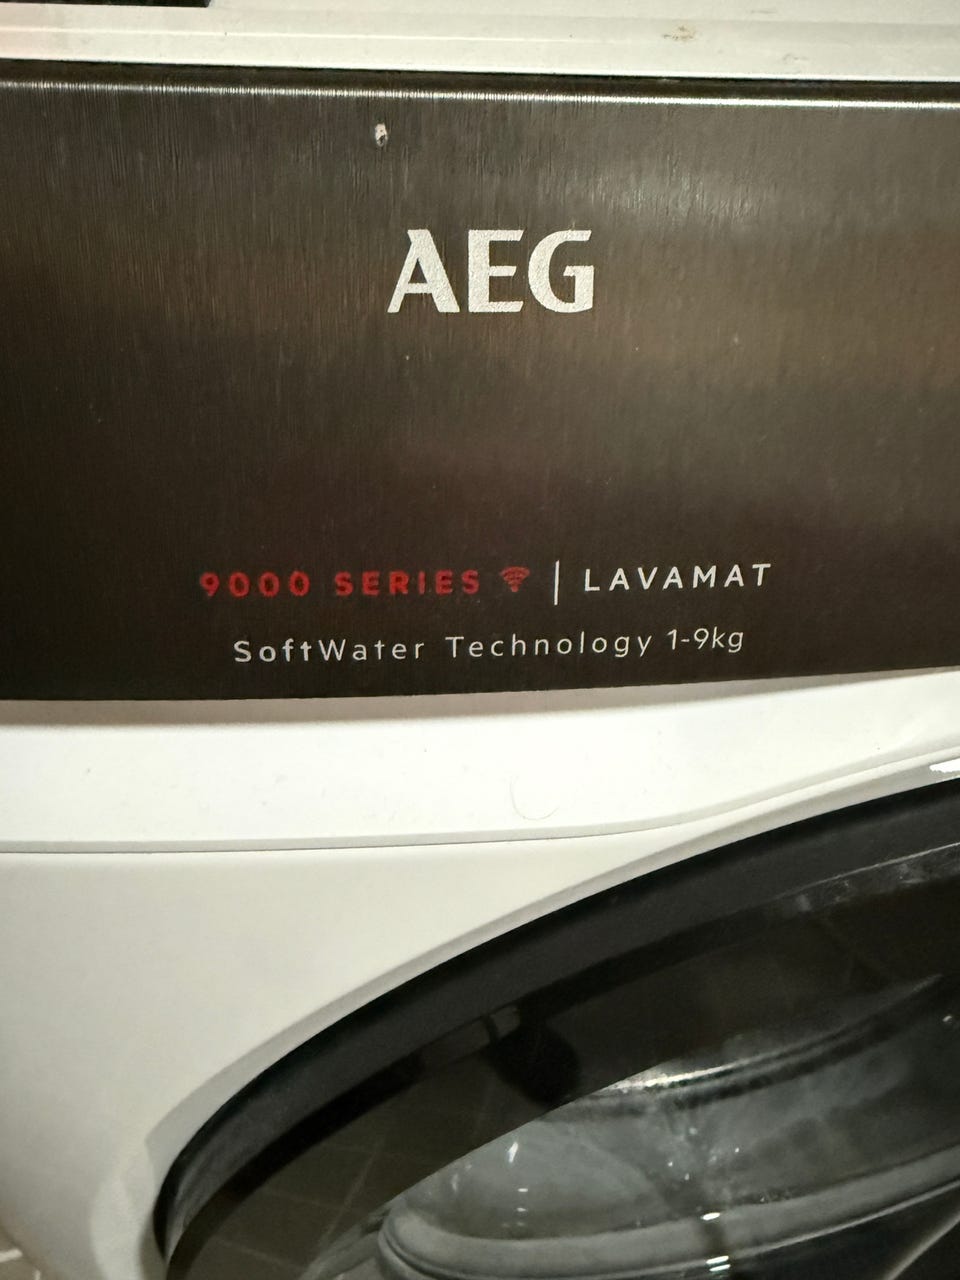 AEG
9000 SERIES | LAVAMAT
SoftWater Technology 1-9kg